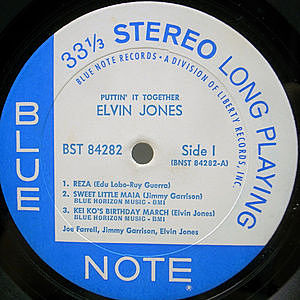 33⅓ STEREO LONG PLAYING
BLUE NOTE RECORDS • A DIVISION OF LIBERTY RECORDS, INC.
PUTTIN' IT TOGETHER
ELVIN JONES
BST 84282
Side 1
(BNST 84282-A)
1. REZA (Edu Lobo-Ruy Guerra)
2. SWEET LITTLE MAIA (Jimmy Garrison)
BLUE HORIZON MUSIC - BMI
3. KEI KO'S BIRTHDAY MARCH (Elvin Jones)
BLUE HORIZON MUSIC - BMI
Joe Farrell, Jimmy Garrison, Elvin Jones
BLUE
NOTE
®